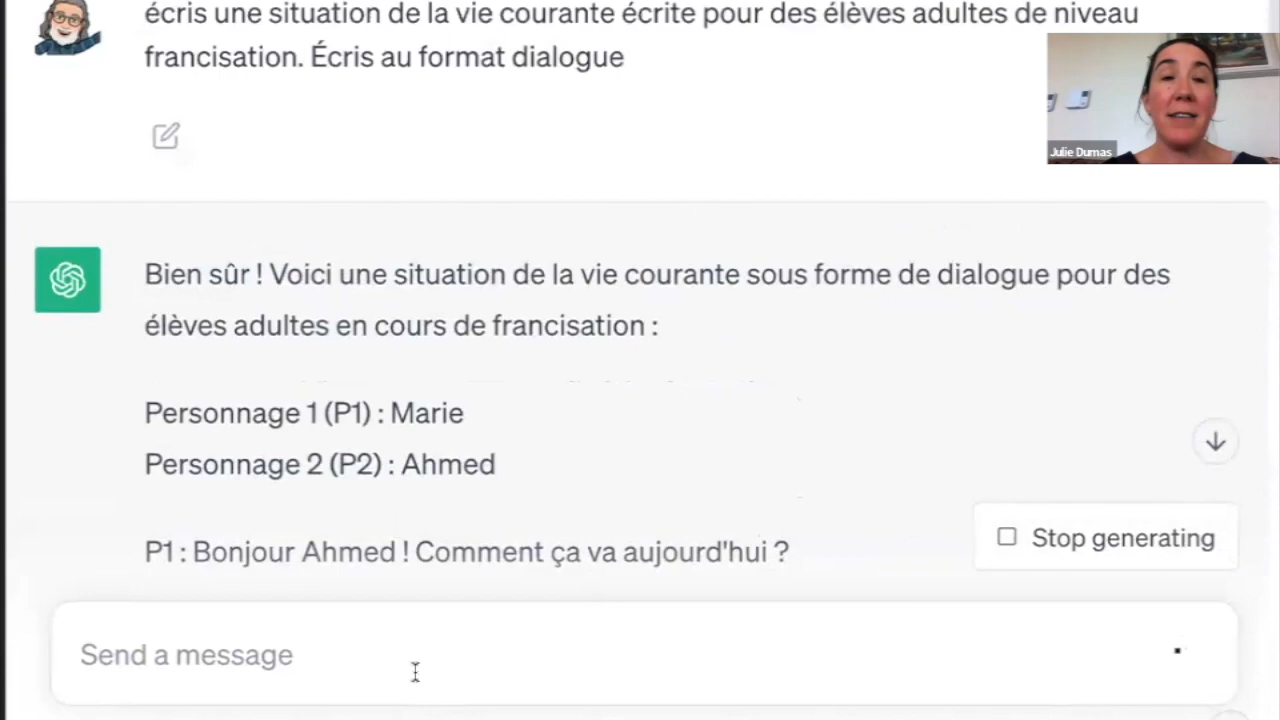 écris une situation de la vie courante écrite pour des élèves adultes de niveau
francisation. Écris au format dialogue
Julie Dumas
Bien sûr ! Voici une situation de la vie courante sous forme de dialogue pour des
élèves adultes en cours de francisation :
Personnage 1 (P1) : Marie
Personnage 2 (P2) : Ahmed
P1 : Bonjour Ahmed ! Comment ça va aujourd'hui ?
Stop generating
Send a message